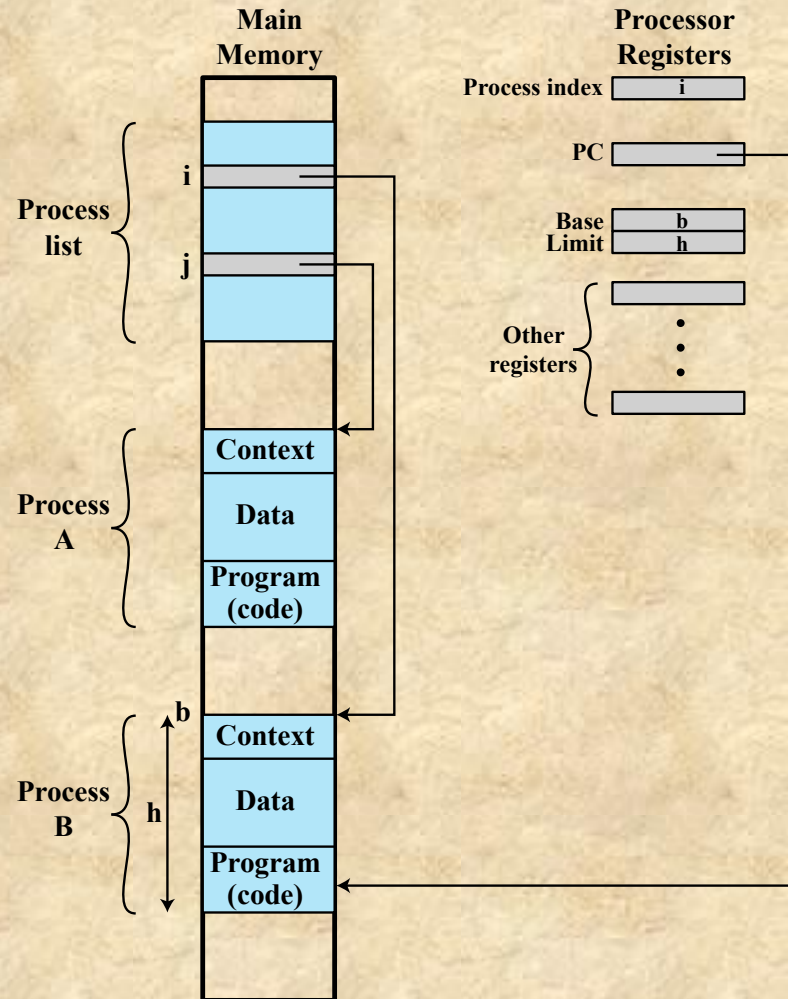 Main
Memory
Processor
Registers
Process index
i
PC
Base
b
Limit
h
Other
registers
i
Process
list
j
Process
A
Context
Data
Program
(code)
b
Process
B
h
Context
Data
Program
(code)